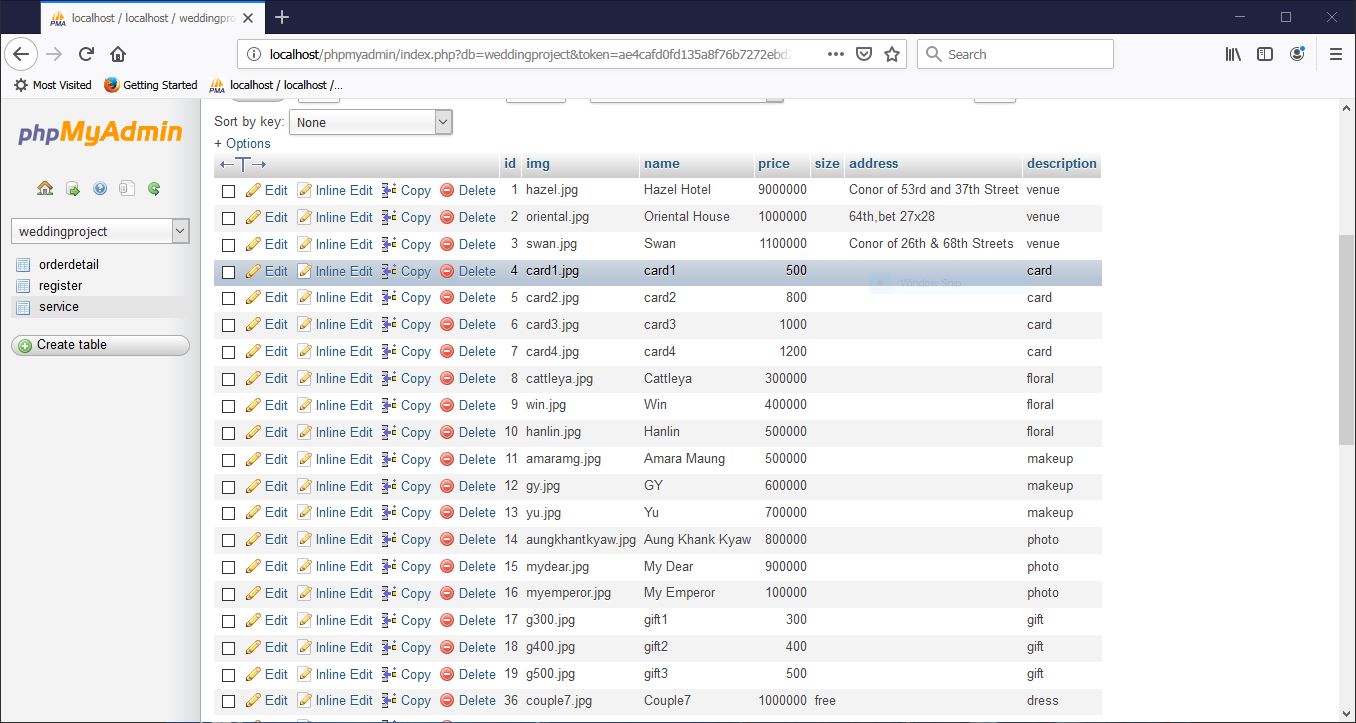 localhost / localhost / weddingpro
localhost/phpmyadmin/index.php?db=weddingproject&token=ae4cafd0fd135a8f76b7272ebd
Search
Most Visited Getting Started localhost / localhost /...
phpMyAdmin
weddingproject
orderdetail
register
service
Create table
Sort by key: None
+ Options
id img name price size address description
Edit Inline Edit Copy Delete 1 hazel.jpg Hazel Hotel 9000000 Conor of 53rd and 37th Street venue
Edit Inline Edit Copy Delete 2 oriental.jpg Oriental House 1000000 64th,bet 27x28 venue
Edit Inline Edit Copy Delete 3 swan.jpg Swan 1100000 Conor of 26th & 68th Streets venue
Edit Inline Edit Copy Delete 4 card1.jpg card1 500 card
Window Snip
Edit Inline Edit Copy Delete 5 card2.jpg card2 800 card
Edit Inline Edit Copy Delete 6 card3.jpg card3 1000 card
Edit Inline Edit Copy Delete 7 card4.jpg card4 1200 card
Edit Inline Edit Copy Delete 8 cattleya.jpg Cattleya 300000 floral
Edit Inline Edit Copy Delete 9 win.jpg Win 400000 floral
Edit Inline Edit Copy Delete 10 hanlin.jpg Hanlin 500000 floral
Edit Inline Edit Copy Delete 11 amaramg.jpg Amara Maung 500000 makeup
Edit Inline Edit Copy Delete 12 gy.jpg GY 600000 makeup
Edit Inline Edit Copy Delete 13 yu.jpg Yu 700000 makeup
Edit Inline Edit Copy Delete 14 aungkhantkyaw.jpg Aung Khank Kyaw 800000 photo
Edit Inline Edit Copy Delete 15 mydear.jpg My Dear 900000 photo
Edit Inline Edit Copy Delete 16 myemperor.jpg My Emperor 100000 photo
Edit Inline Edit Copy Delete 17 g300.jpg gift1 300 gift
Edit Inline Edit Copy Delete 18 g400.jpg gift2 400 gift
Edit Inline Edit Copy Delete 19 g500.jpg gift3 500 gift
Edit Inline Edit Copy Delete 36 couple7.jpg Couple7 1000000 free dress